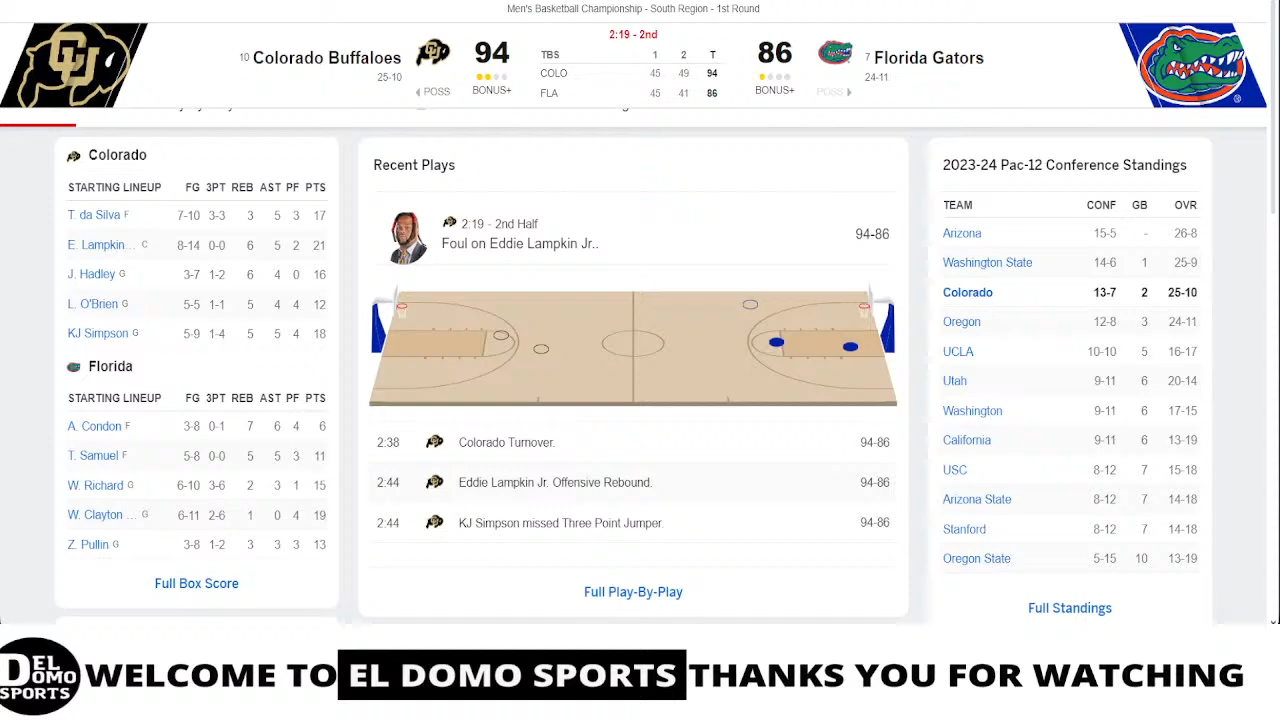 Men's Basketball Championship - South Region - 1st Round
10 Colorado Buffaloes
25-10
POSS
94
BONUS+
2:19 - 2nd
TBS 1 2 T
COLO 45 49 94
FLA 45 41 86
86
BONUS+
7 Florida Gators
24-11
POSS
CU
Colorado
STARTING LINEUP FG 3PT REB AST PF PTS
T. da Silva F 7-10 3-3 3 5 3 17
E. Lampkin... C 8-14 0-0 6 5 2 21
J. Hadley G 3-7 1-2 6 4 0 16
L. O'Brien G 5-5 1-1 5 4 4 12
KJ Simpson G 5-9 1-4 5 5 4 18
Florida
STARTING LINEUP FG 3PT REB AST PF PTS
A. Condon F 3-8 0-1 7 6 4 6
T. Samuel F 5-8 0-0 5 5 3 11
W. Richard G 6-10 3-6 2 3 1 15
W. Clayton ... G 6-11 2-6 1 0 4 19
Z. Pullin G 3-8 1-2 3 3 3 13
Full Box Score
Recent Plays
2:19 - 2nd Half
Foul on Eddie Lampkin Jr..
94-86
2:38 Colorado Turnover. 94-86
2:44 Eddie Lampkin Jr. Offensive Rebound. 94-86
2:44 KJ Simpson missed Three Point Jumper. 94-86
Full Play-By-Play
2023-24 Pac-12 Conference Standings
TEAM CONF GB OVR
Arizona 15-5 - 26-8
Washington State 14-6 1 25-9
Colorado 13-7 2 25-10
Oregon 12-8 3 24-11
UCLA 10-10 5 16-17
Utah 9-11 6 20-14
Washington 9-11 6 17-15
California 9-11 6 13-19
USC 8-12 7 15-18
Arizona State 8-12 7 14-18
Stanford 8-12 7 14-18
Oregon State 5-15 10 13-19
Full Standings
DEL DOMO SPORTS
WELCOME TO EL DOMO SPORTS THANKS YOU FOR WATCHING